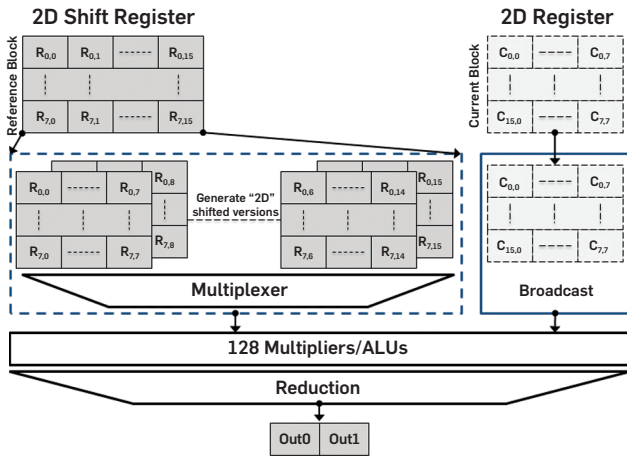 2D Shift Register
2D Register
Reference Block
R0,0 R0,1 ------ R0,15
R7,0 R7,1 ------ R7,15
Current Block
C0,0 ---- C0,7
C15,0 ---- C7,7
R0,8
R0,0 ------ R0,7
R7,8
R7,0 ------ R7,7
Generate "2D"
shifted versions
R0,15
R0,6 ------ R0,14
R7,15
R7,6 ------ R7,14
Multiplexer
C0,0 ---- C0,7
C15,0 ---- C7,7
Broadcast
128 Multipliers/ALUs
Reduction
Out0 Out1